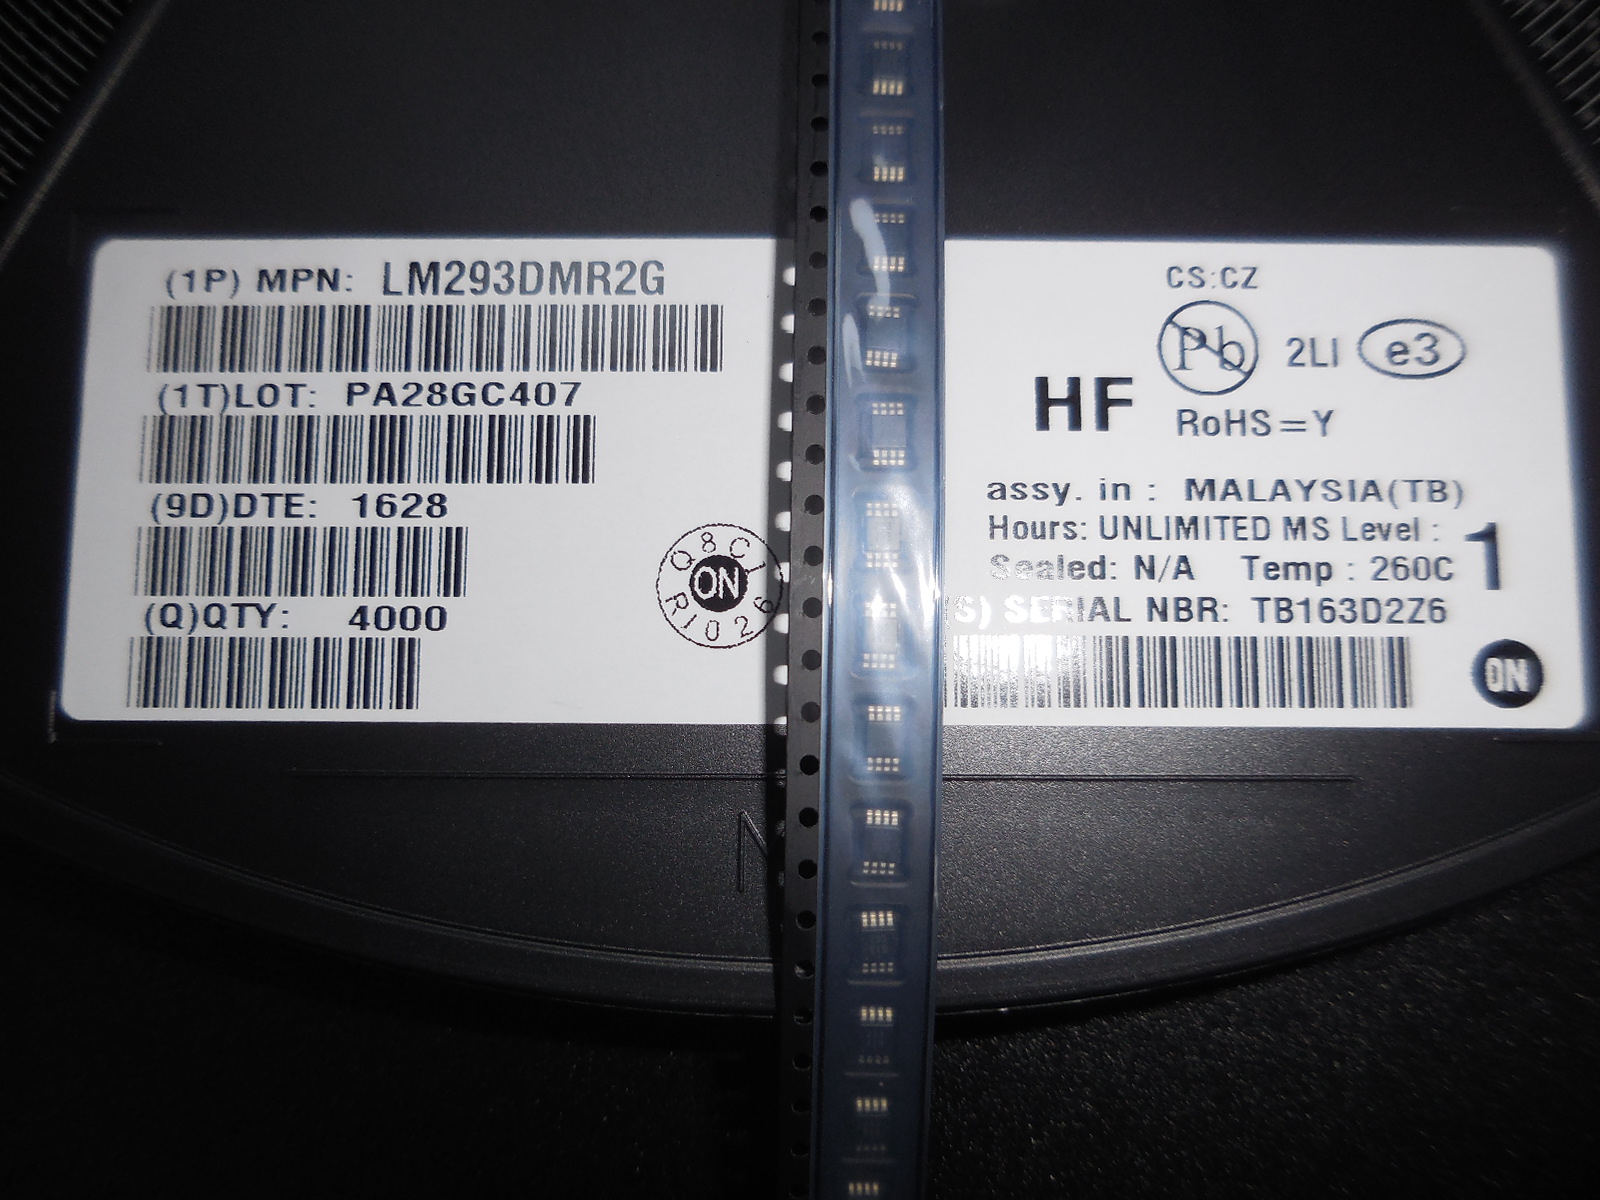 (1P) MPN: LM293DMR2G
(1T)LOT: PA28GC407
(9D)DTE: 1628
(Q)QTY: 4000
Q8C1
ON
R1026
CS:CZ
Pb 2LI e3
HF RoHS=Y
assy. in : MALAYSIA(TB)
Hours: UNLIMITED MS Level : 1
Sealed: N/A Temp : 260C
(S) SERIAL NBR: TB163D2Z6
ON